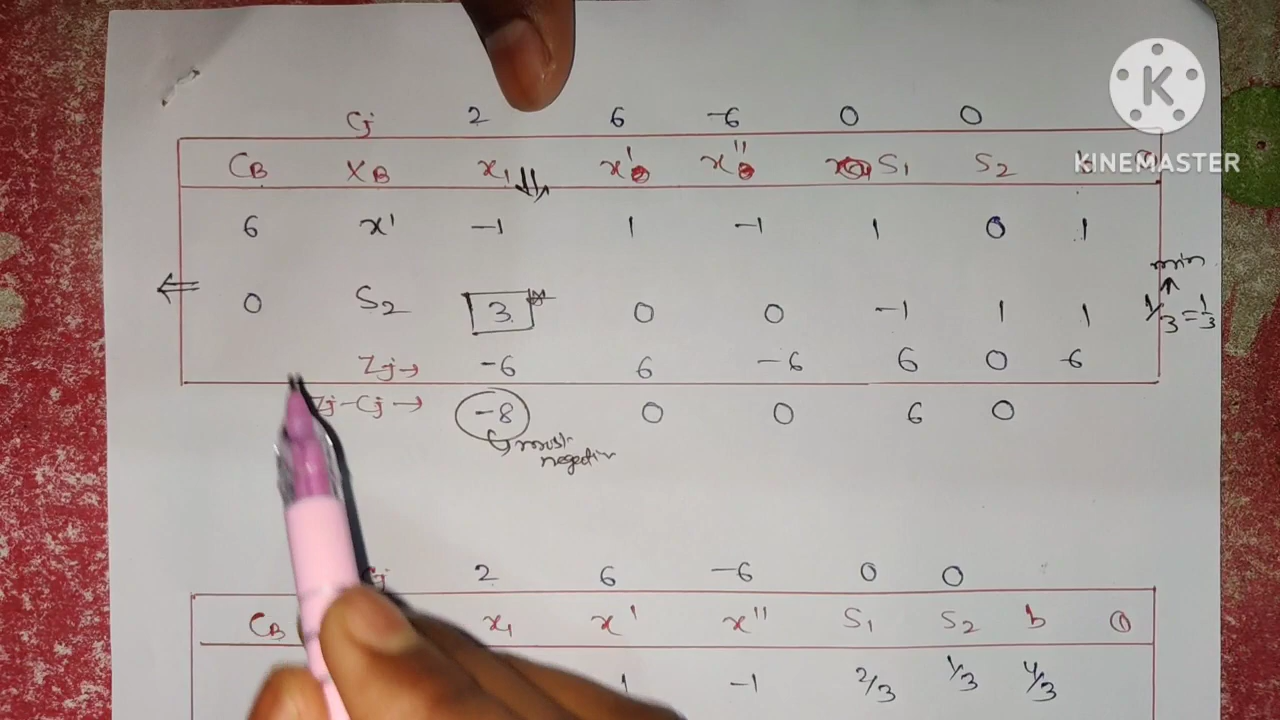 Cj 2 6 -6 0 0
K
KINEMASTER
CB XB x1 x' x'' S1 S2 b
6 x' -1 1 -1 1 0 1
min
0 S2 3 0 0 -1 1 1 1/3 = 1/3
Zj→ -6 6 -6 6 0 6
Zj-Cj→ -8 0 0 6 0
most
negative
Cj 2 6 -6 0 0
CB x1 x' x'' S1 S2 b θ
1 -1 2/3 1/3 4/3